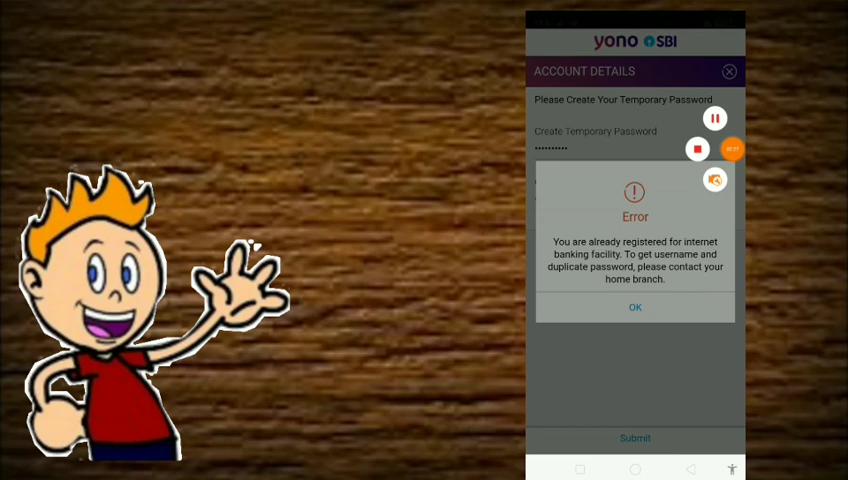 yono SBI
ACCOUNT DETAILS
Please Create Your Temporary Password
Create Temporary Password
Error
You are already registered for internet
banking facility. To get username and
duplicate password, please contact your
home branch.
OK
Submit